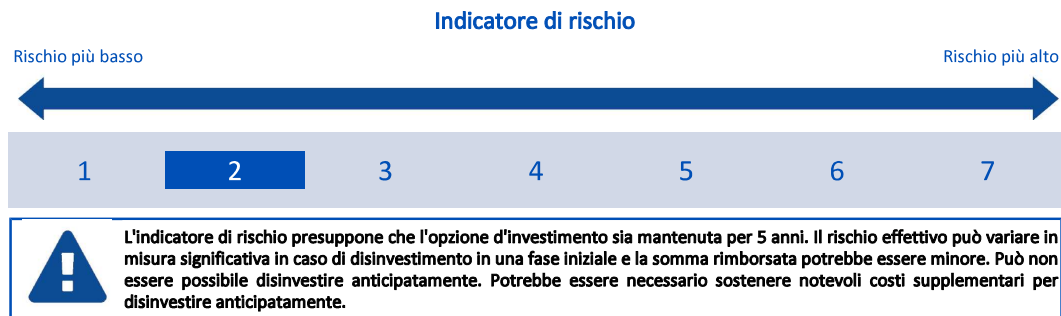 Indicatore di rischio
Rischio più basso Rischio più alto
1 2 3 4 5 6 7
L'indicatore di rischio presuppone che l'opzione d'investimento sia mantenuta per 5 anni. Il rischio effettivo può variare in
misura significativa in caso di disinvestimento in una fase iniziale e la somma rimborsata potrebbe essere minore. Può non
essere possibile disinvestire anticipatamente. Potrebbe essere necessario sostenere notevoli costi supplementari per
disinvestire anticipatamente.